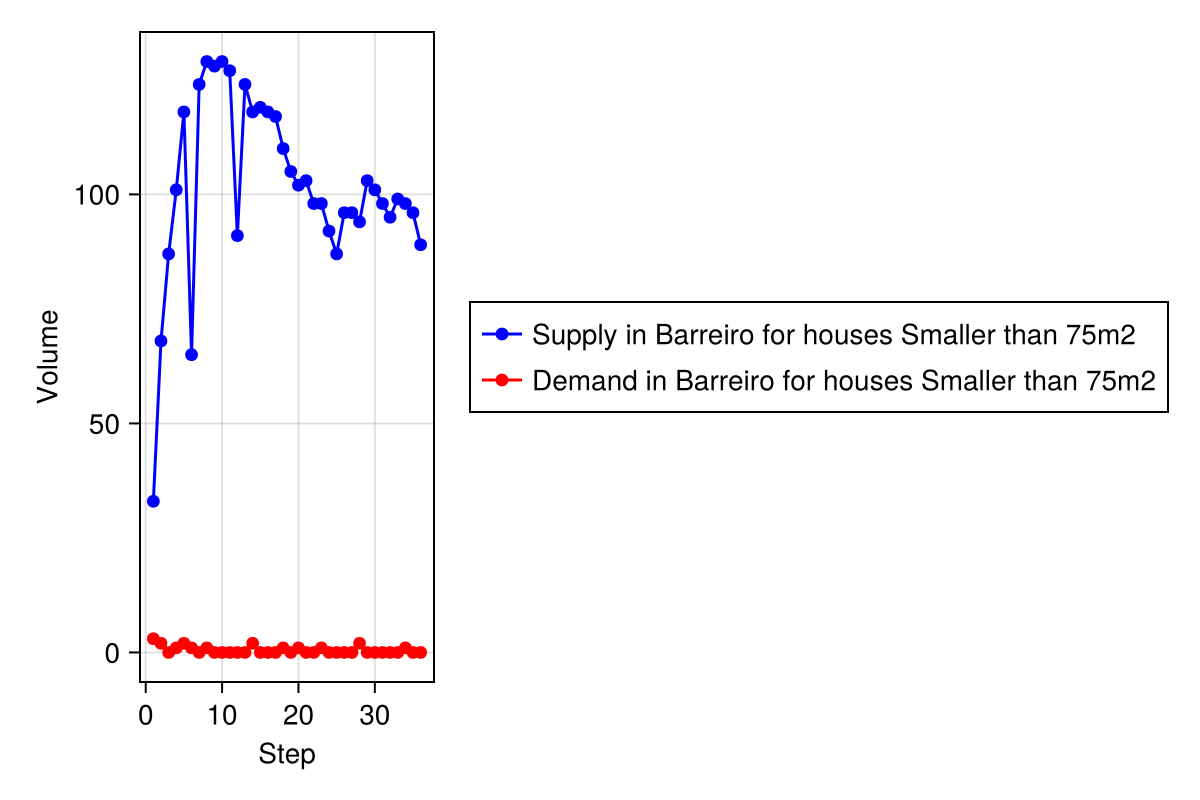 100
50
0
Volume
0 10 20 30
Step
Supply in Barreiro for houses Smaller than 75m2
Demand in Barreiro for houses Smaller than 75m2